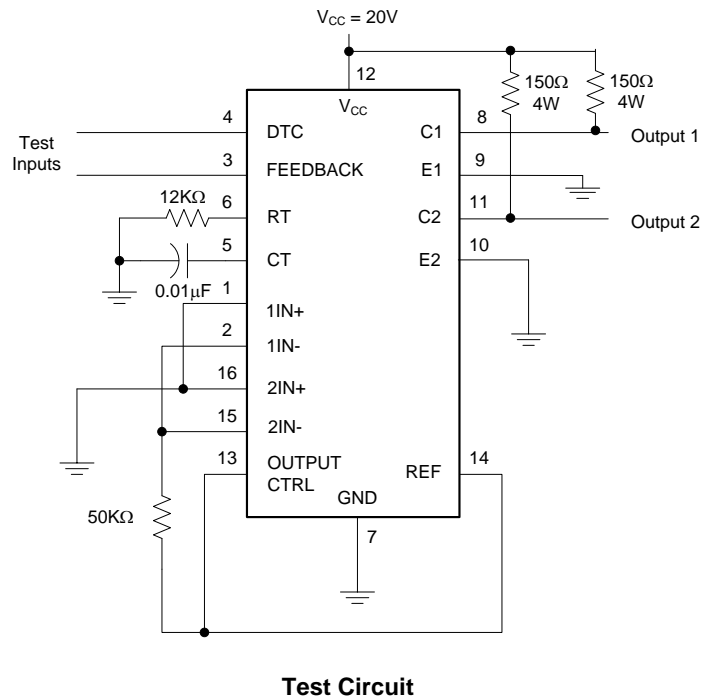 VCC = 20V
12
VCC
150Ω
4W
150Ω
4W
Test
Inputs
4
DTC
C1
8
Output 1
3
FEEDBACK
E1
9
12KΩ
6
RT
C2
11
Output 2
5
CT
E2
10
0.01μF
1
1IN+
2
1IN-
16
2IN+
15
2IN-
13
OUTPUT
CTRL
REF
14
GND
7
50KΩ
Test Circuit